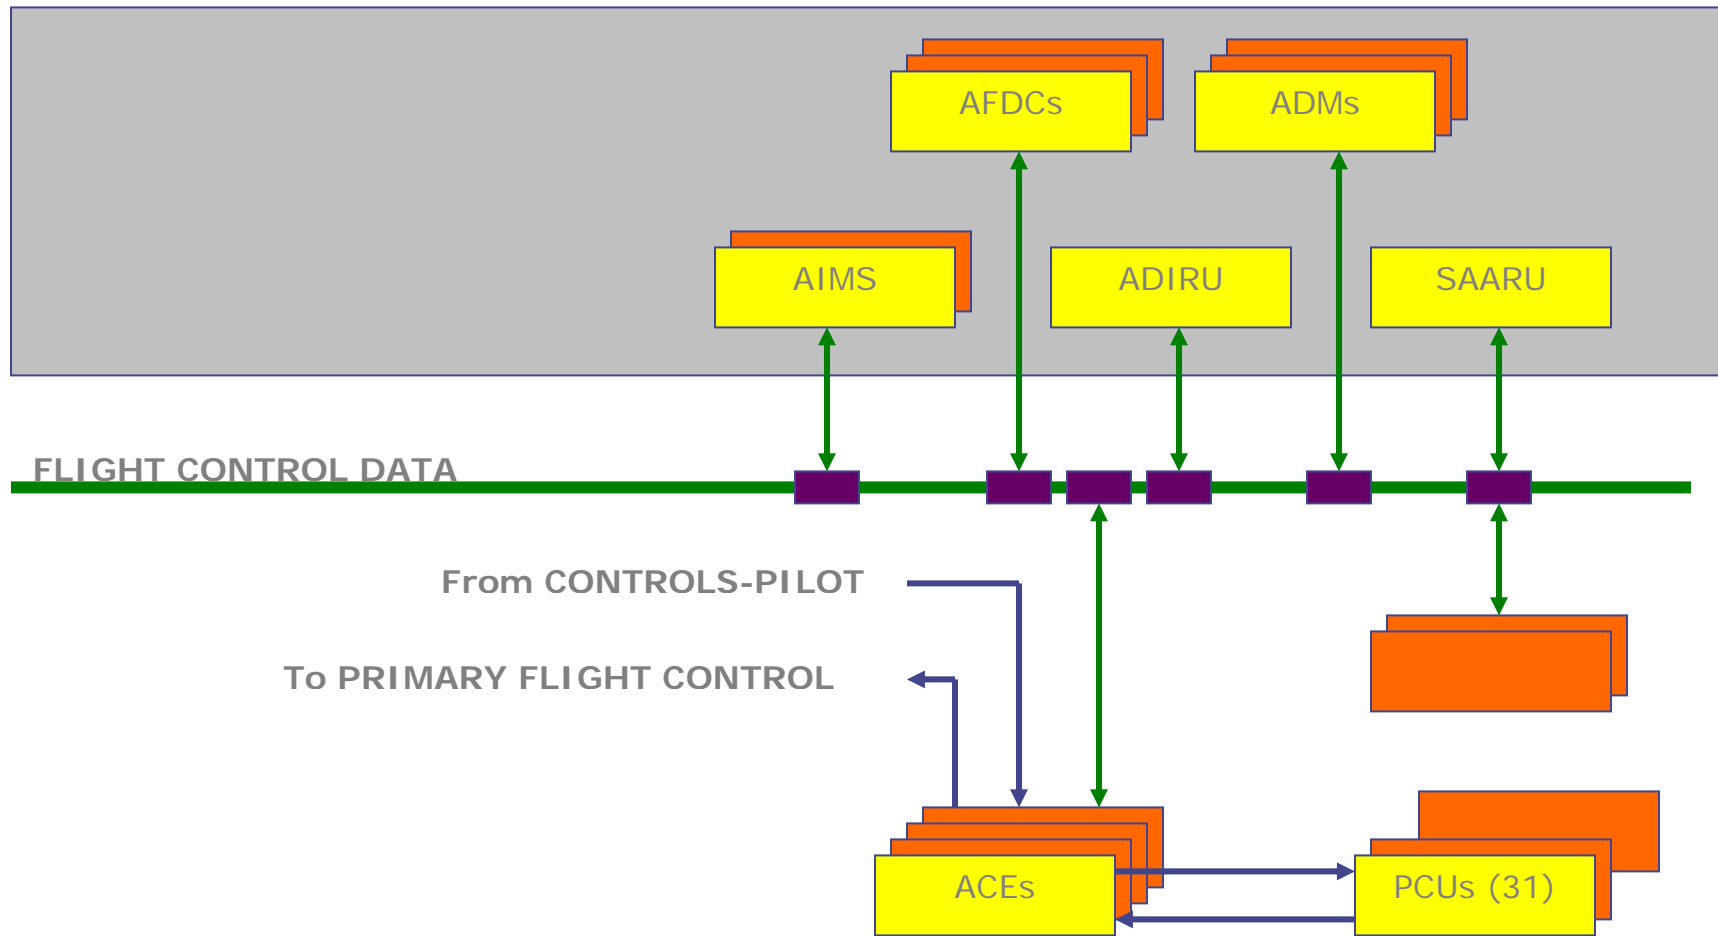 AFDCs
ADMs
AIMS
ADIRU
SAARU
FLIGHT CONTROL DATA
From CONTROLS-PILOT
To PRIMARY FLIGHT CONTROL
ACEs
PCUs (31)